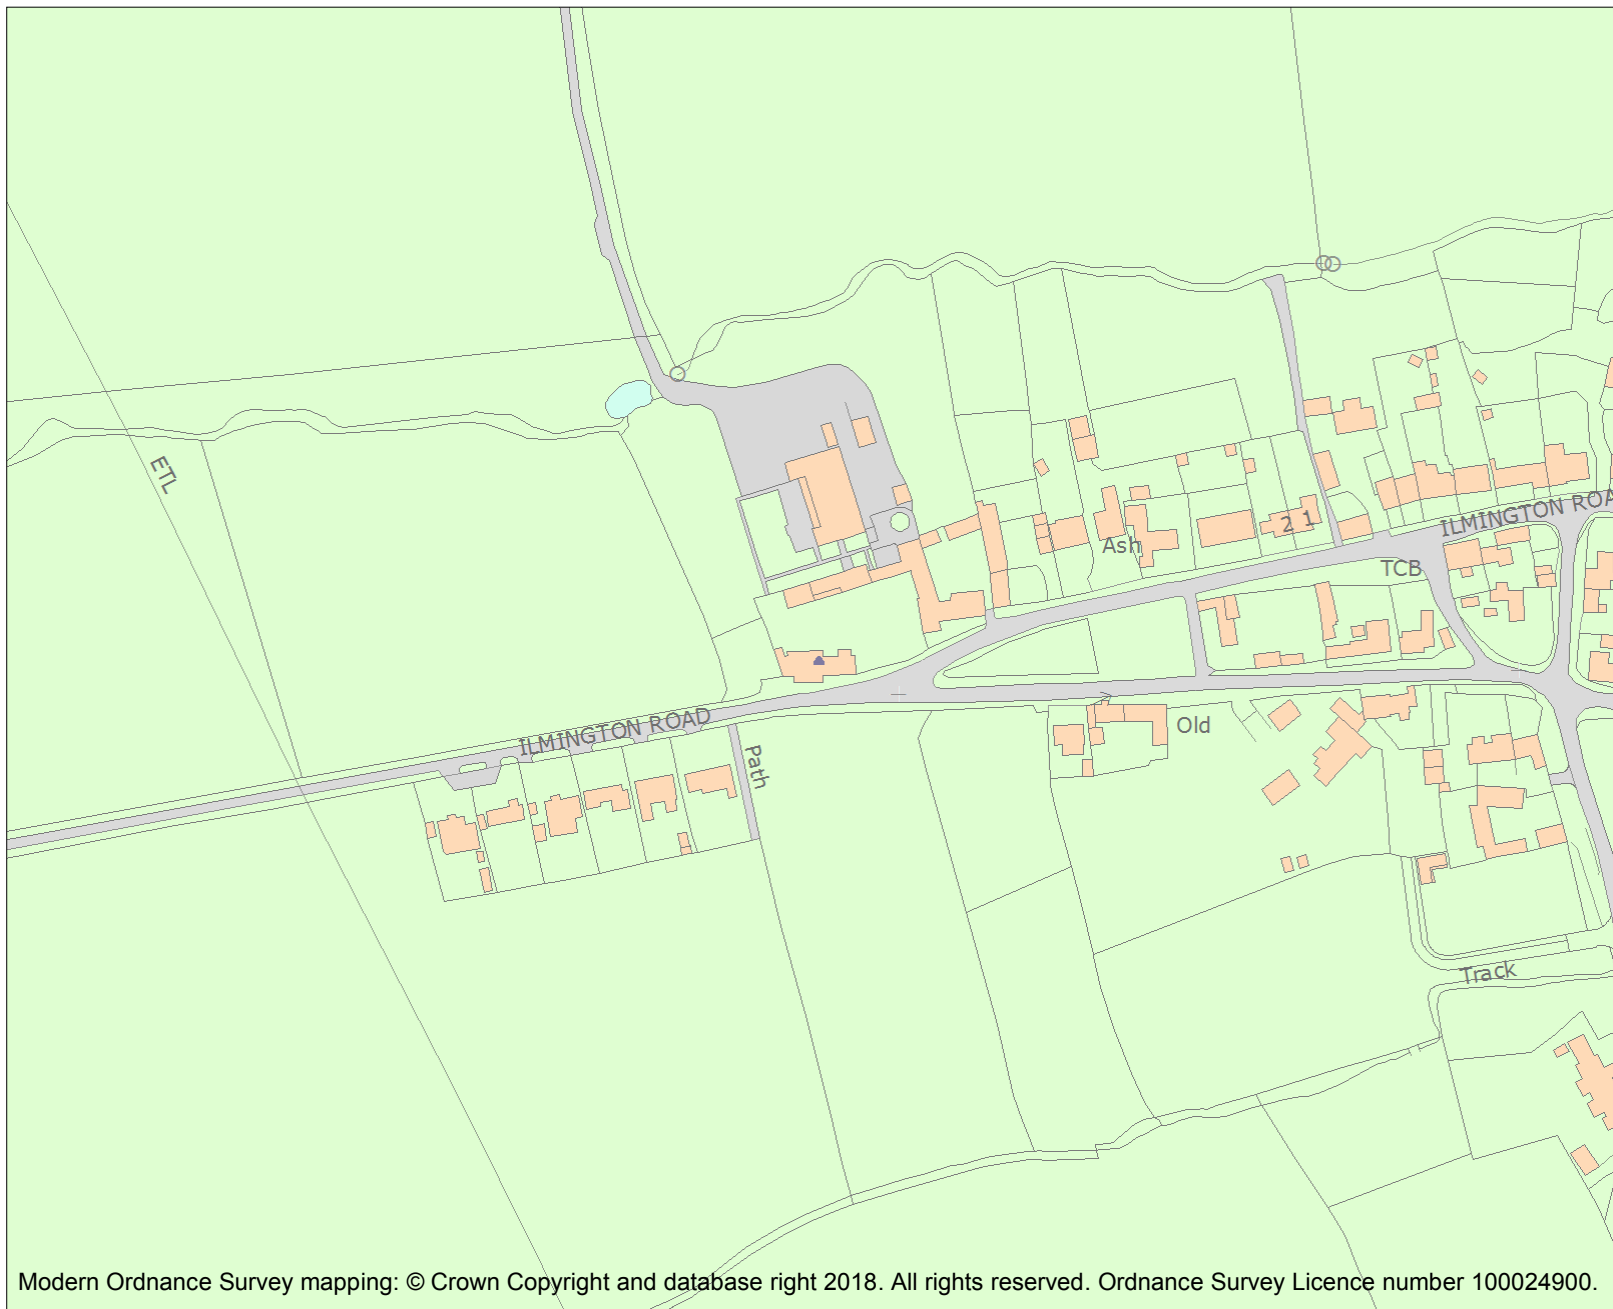 ETL
ILMINGTON ROA
2 1
Ash
TCB
ILMINGTON ROAD
Old
Path
Track
Modern Ordnance Survey mapping: © Crown Copyright and database right 2018. All rights reserved. Ordnance Survey Licence number 100024900.